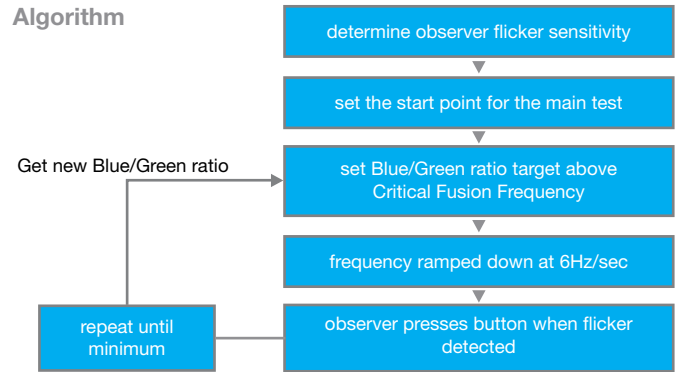 Algorithm
determine observer flicker sensitivity
set the start point for the main test
Get new Blue/Green ratio
set Blue/Green ratio target above
Critical Fusion Frequency
frequency ramped down at 6Hz/sec
observer presses button when flicker
detected
repeat until
minimum